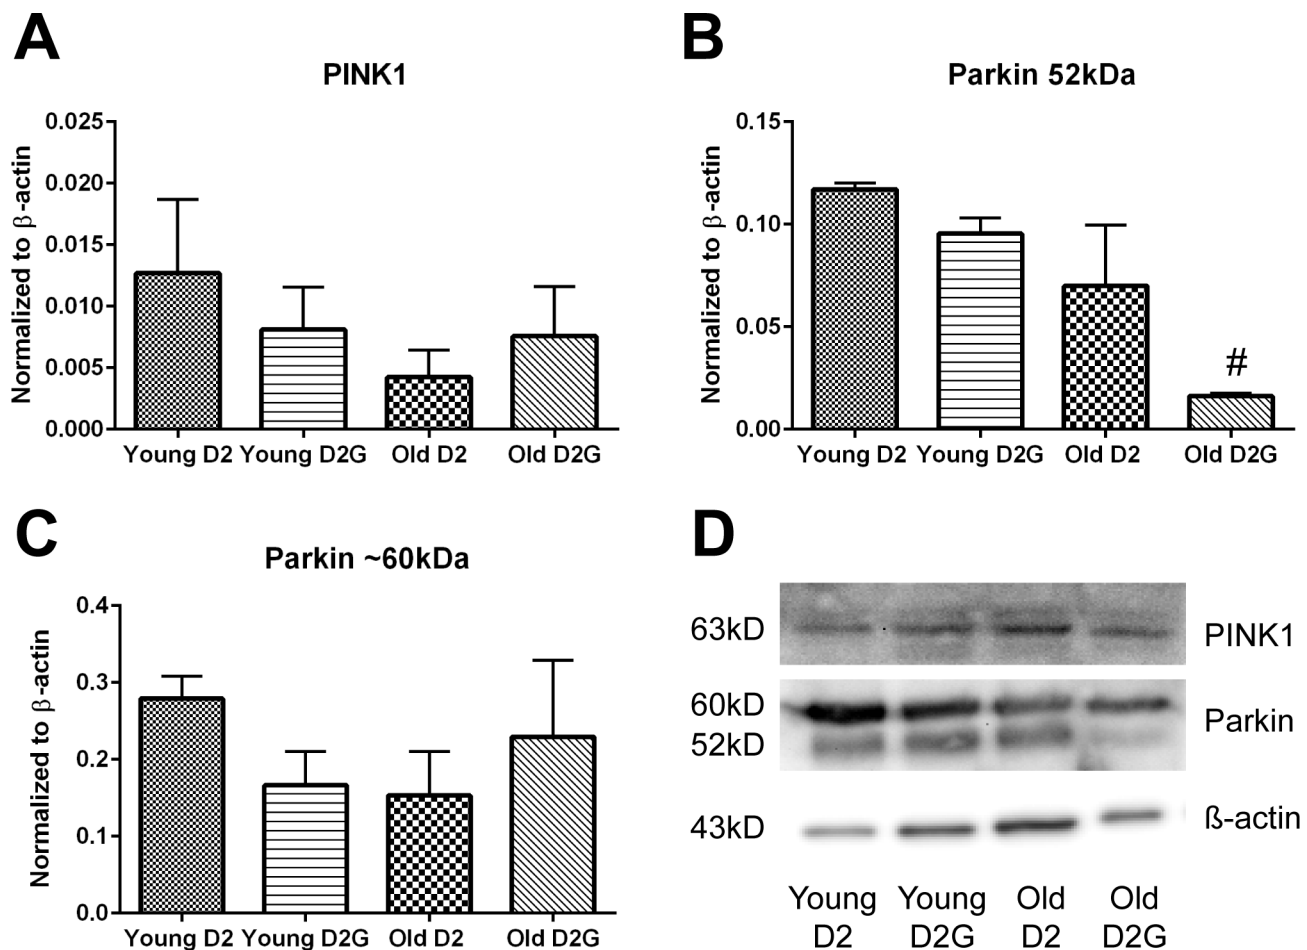 A
PINK1
Normalized to β-actin
0.025
0.020
0.015
0.010
0.005
0.000
Young D2 Young D2G Old D2 Old D2G
B
Parkin 52kDa
Normalized to β-actin
0.15
0.10
0.05
0.00
#
Young D2 Young D2G Old D2 Old D2G
C
Parkin ~60kDa
Normalized to β-actin
0.4
0.3
0.2
0.1
0.0
Young D2 Young D2G Old D2 Old D2G
D
63kD PINK1
60kD
Parkin
52kD
43kD ß-actin
Young Young Old Old
D2 D2G D2 D2G